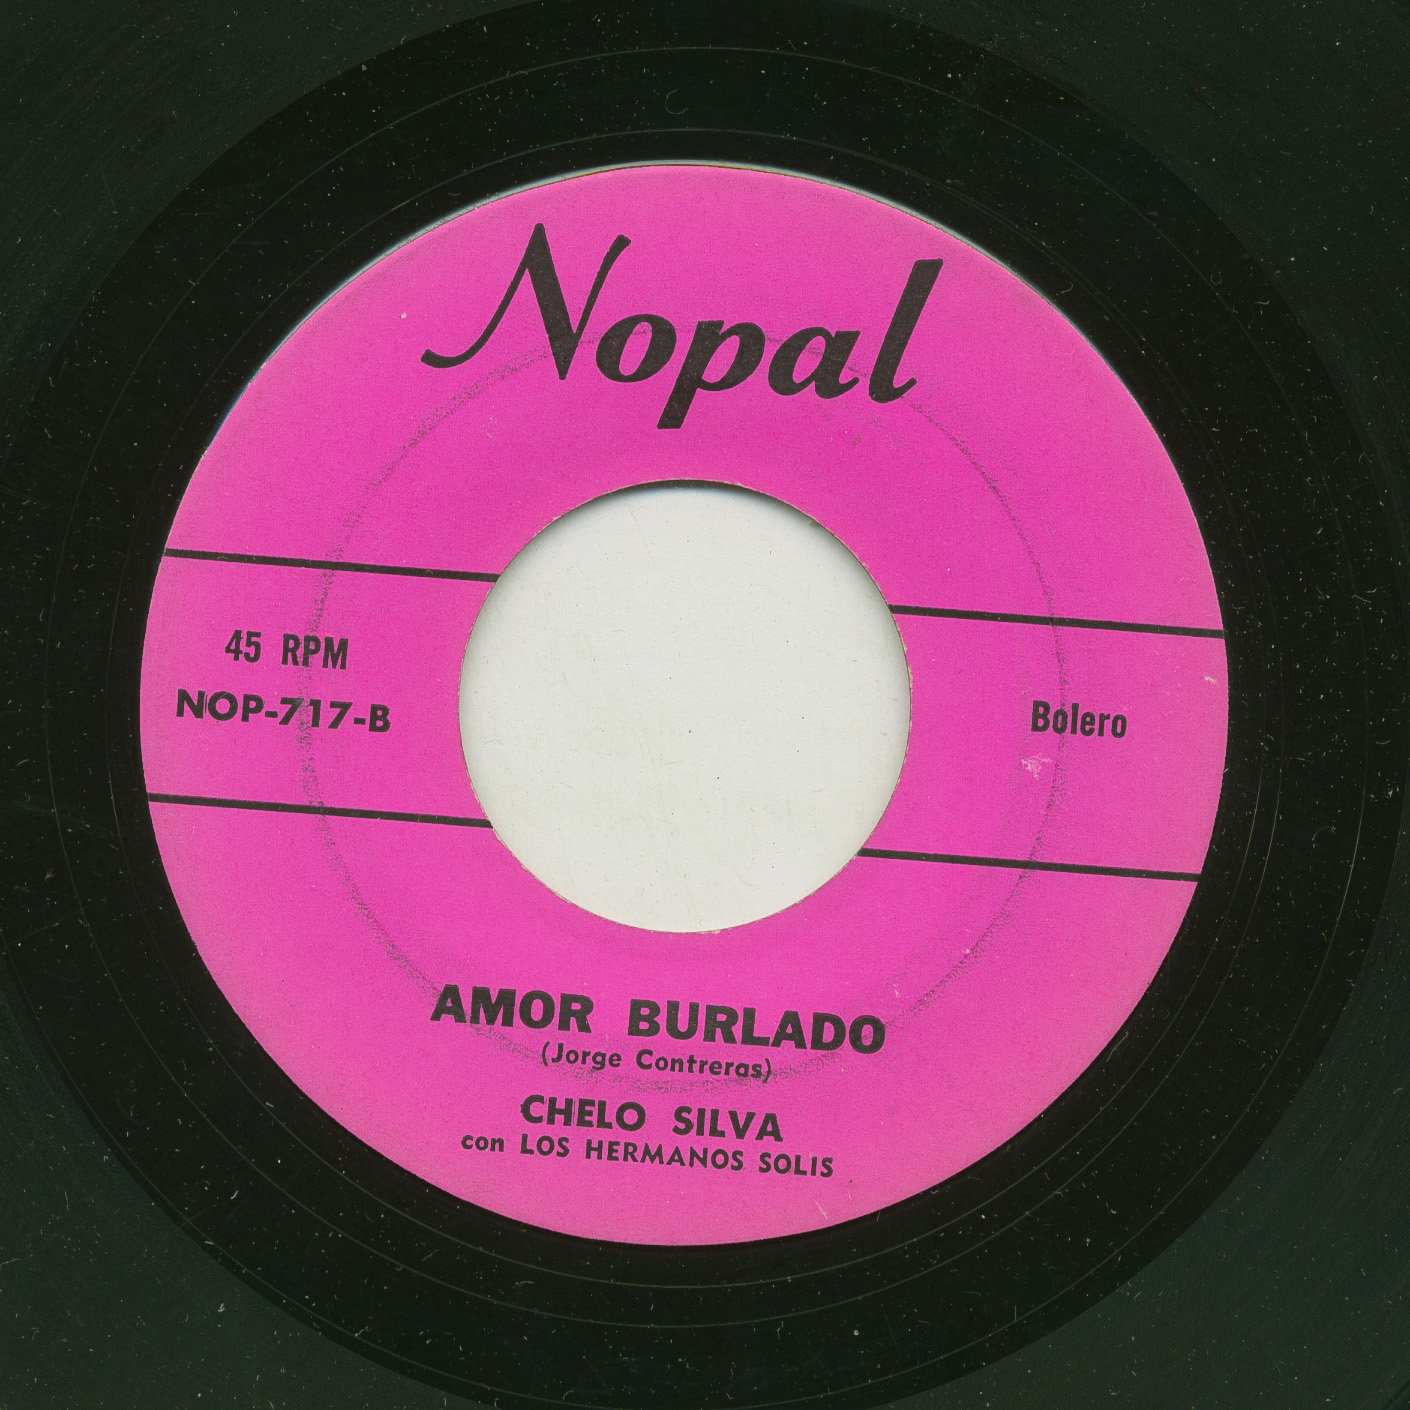 Nopal
45 RPM
NOP-717-B
Bolero
AMOR BURLADO
(Jorge Contreras)
CHELO SILVA
con LOS HERMANOS SOLIS